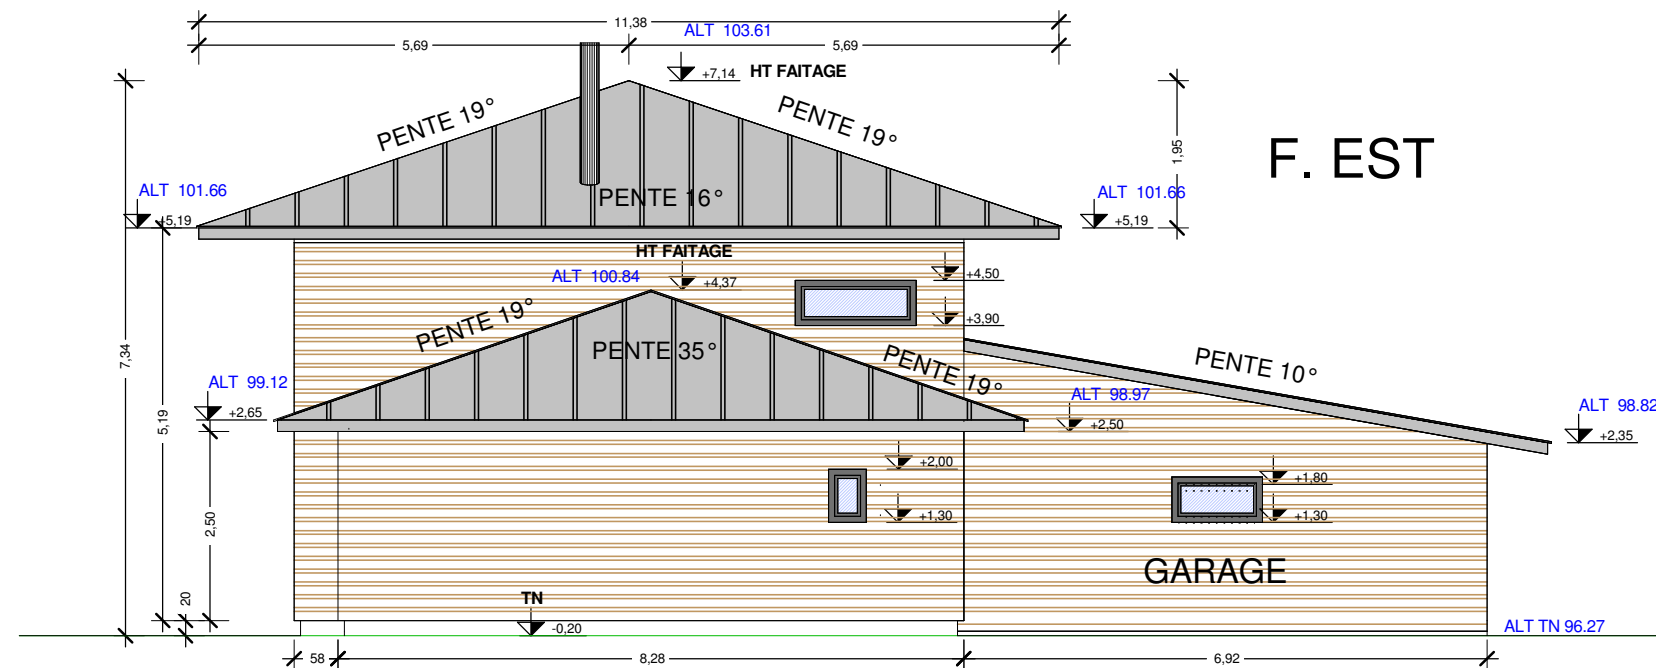 11,38
ALT 103.61
5,69
5,69
+7,14
HT FAITAGE
PENTE 19°
PENTE 19°
1,95
F. EST
ALT 101.66
+5,19
PENTE 16°
ALT 101.66
+5,19
HT FAITAGE
ALT 100.84
+4,37
+4,50
+3,90
PENTE 19°
PENTE 35°
PENTE 19°
PENTE 10°
7,34
5,19
ALT 99.12
+2,65
ALT 98.97
+2,50
ALT 98.82
+2,35
2,50
+2,00
+1,30
+1,80
+1,30
GARAGE
20
TN
-0,20
ALT TN 96.27
58
8,28
6,92